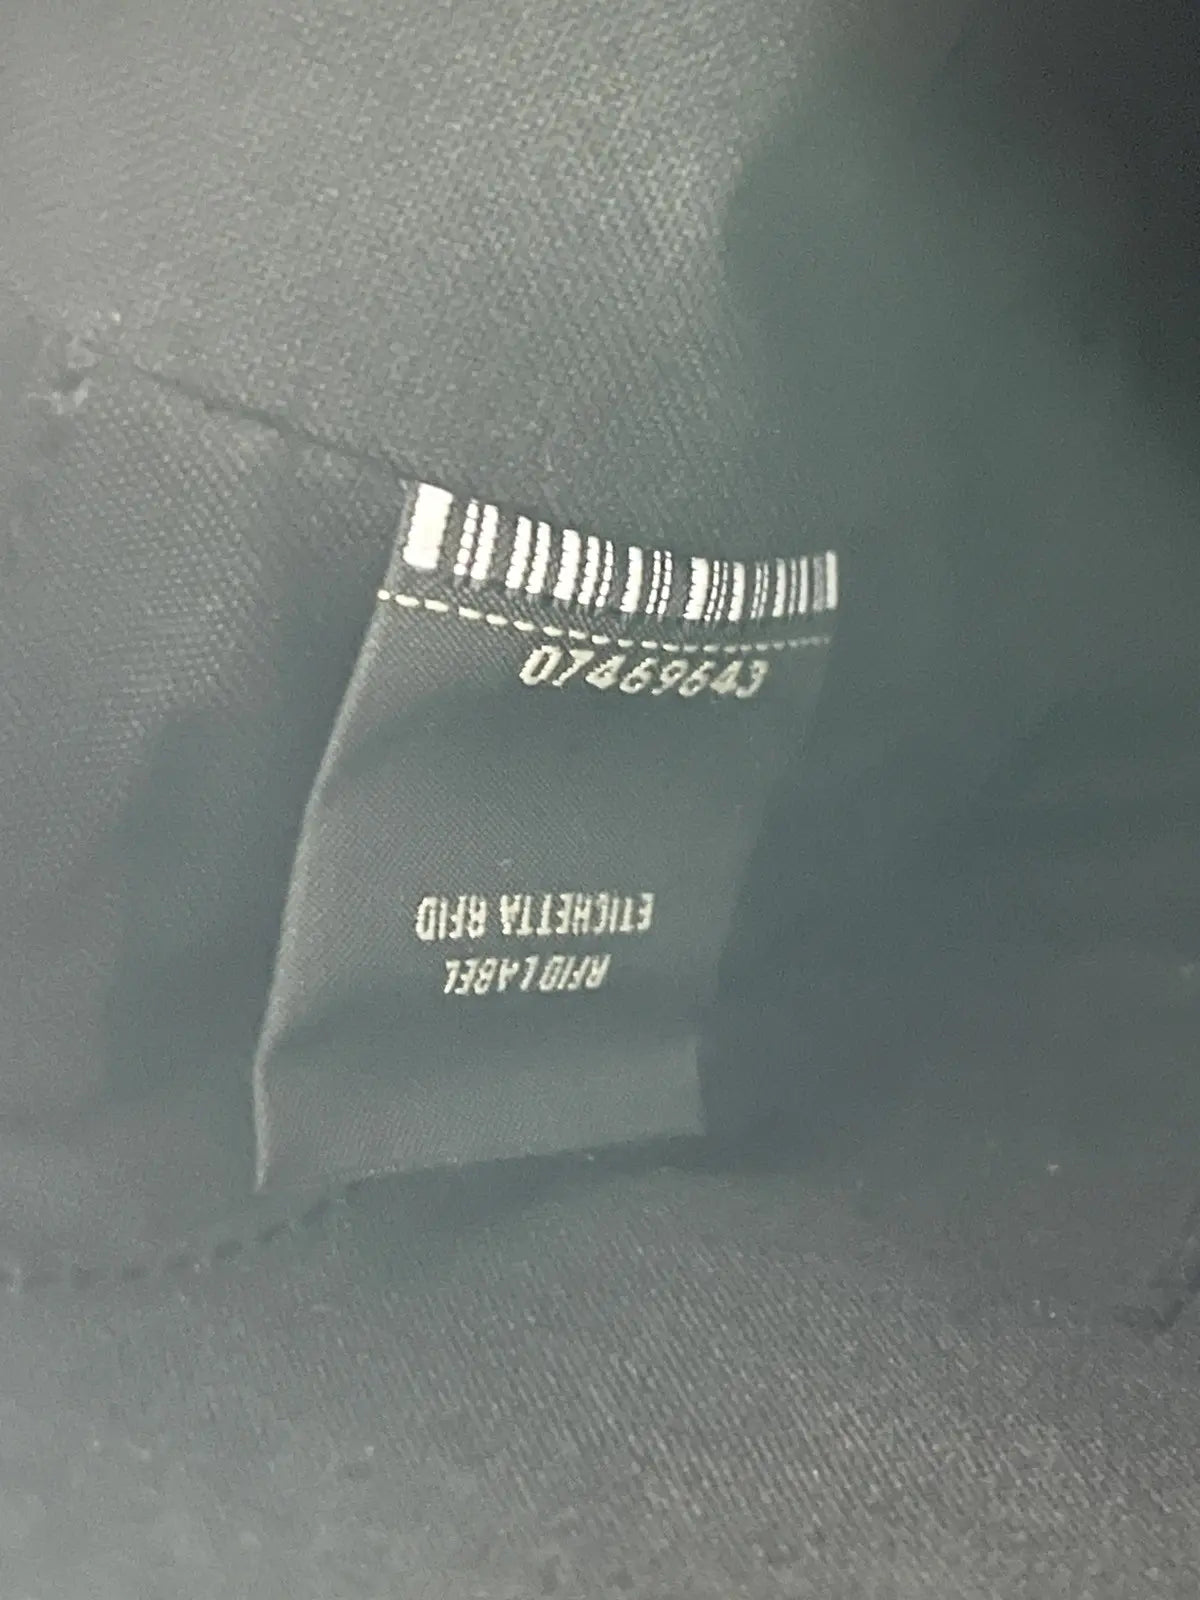 07469643
RFID LABEL
ETICHETTA RFID